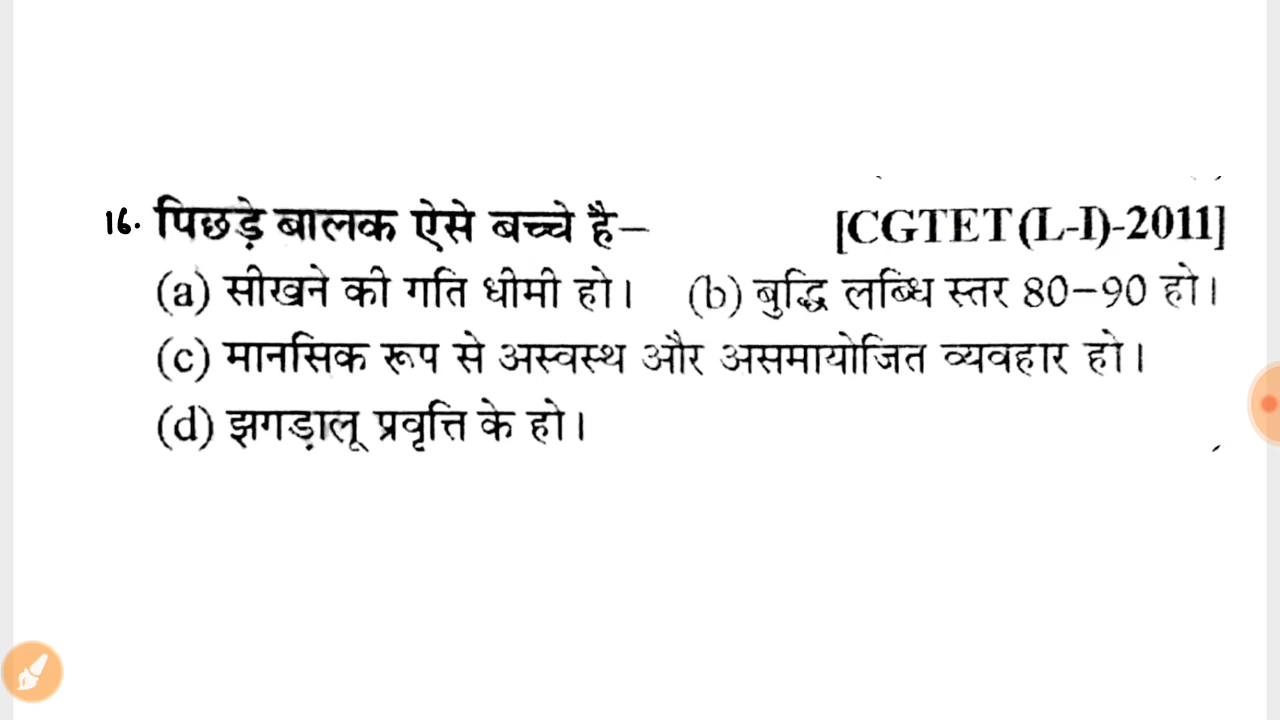 16. पिछड़े बालक ऐसे बच्चे है– [CGTET (L-I)-2011]
(a) सीखने की गति धीमी हो। (b) बुद्धि लब्धि स्तर 80–90 हो।
(c) मानसिक रूप से अस्वस्थ और असमायोजित व्यवहार हो।
(d) झगड़ालू प्रवृत्ति के हो।